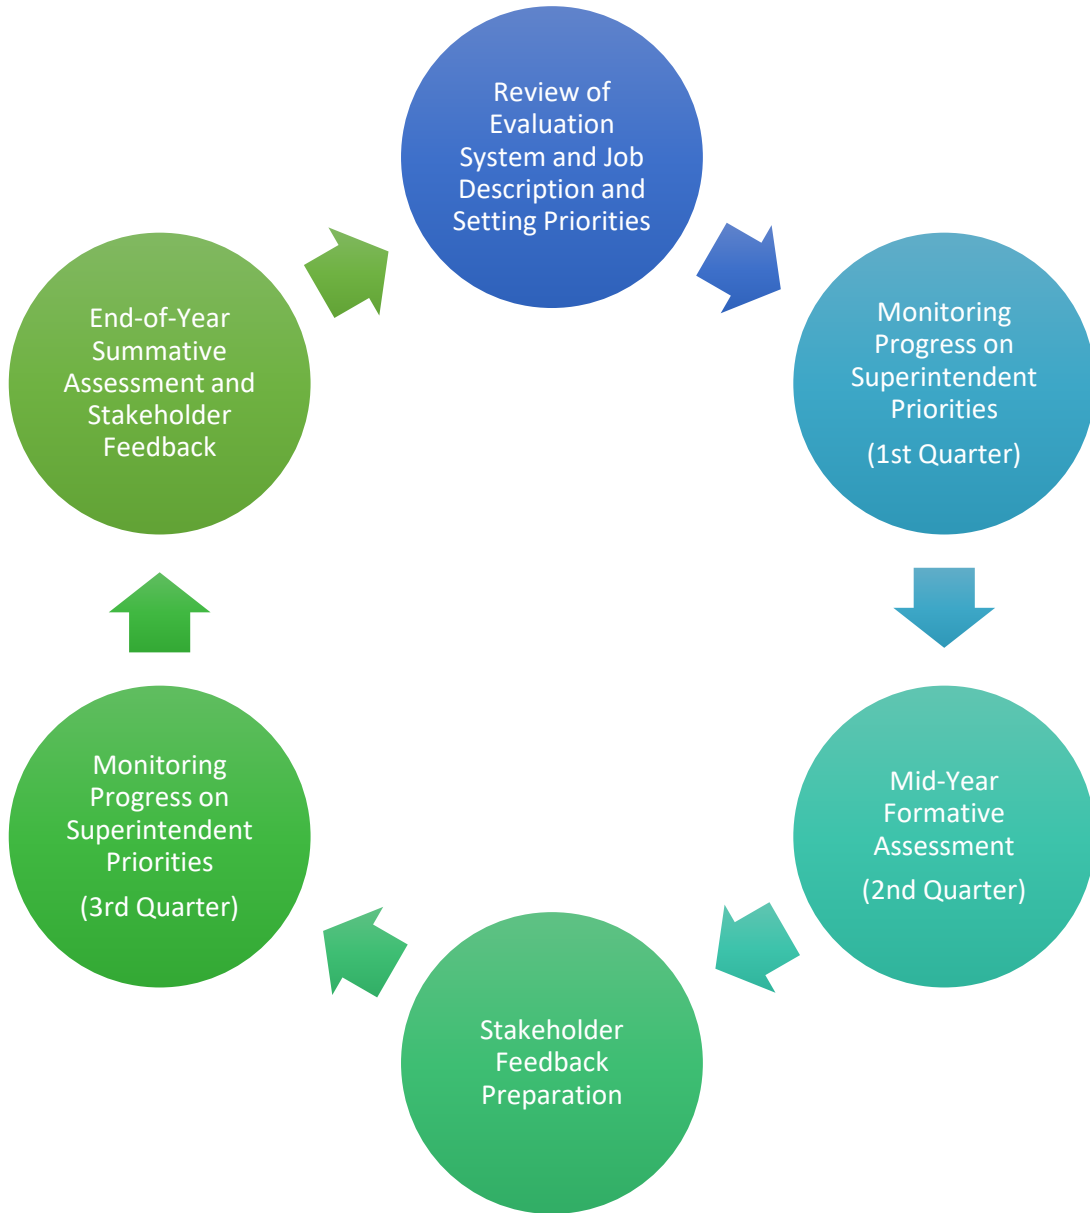 Review of
Evaluation
System and Job
Description and
Setting Priorities
Monitoring
Progress on
Superintendent
Priorities
(1st Quarter)
Mid-Year
Formative
Assessment
(2nd Quarter)
Stakeholder
Feedback
Preparation
Monitoring
Progress on
Superintendent
Priorities
(3rd Quarter)
End-of-Year
Summative
Assessment and
Stakeholder
Feedback